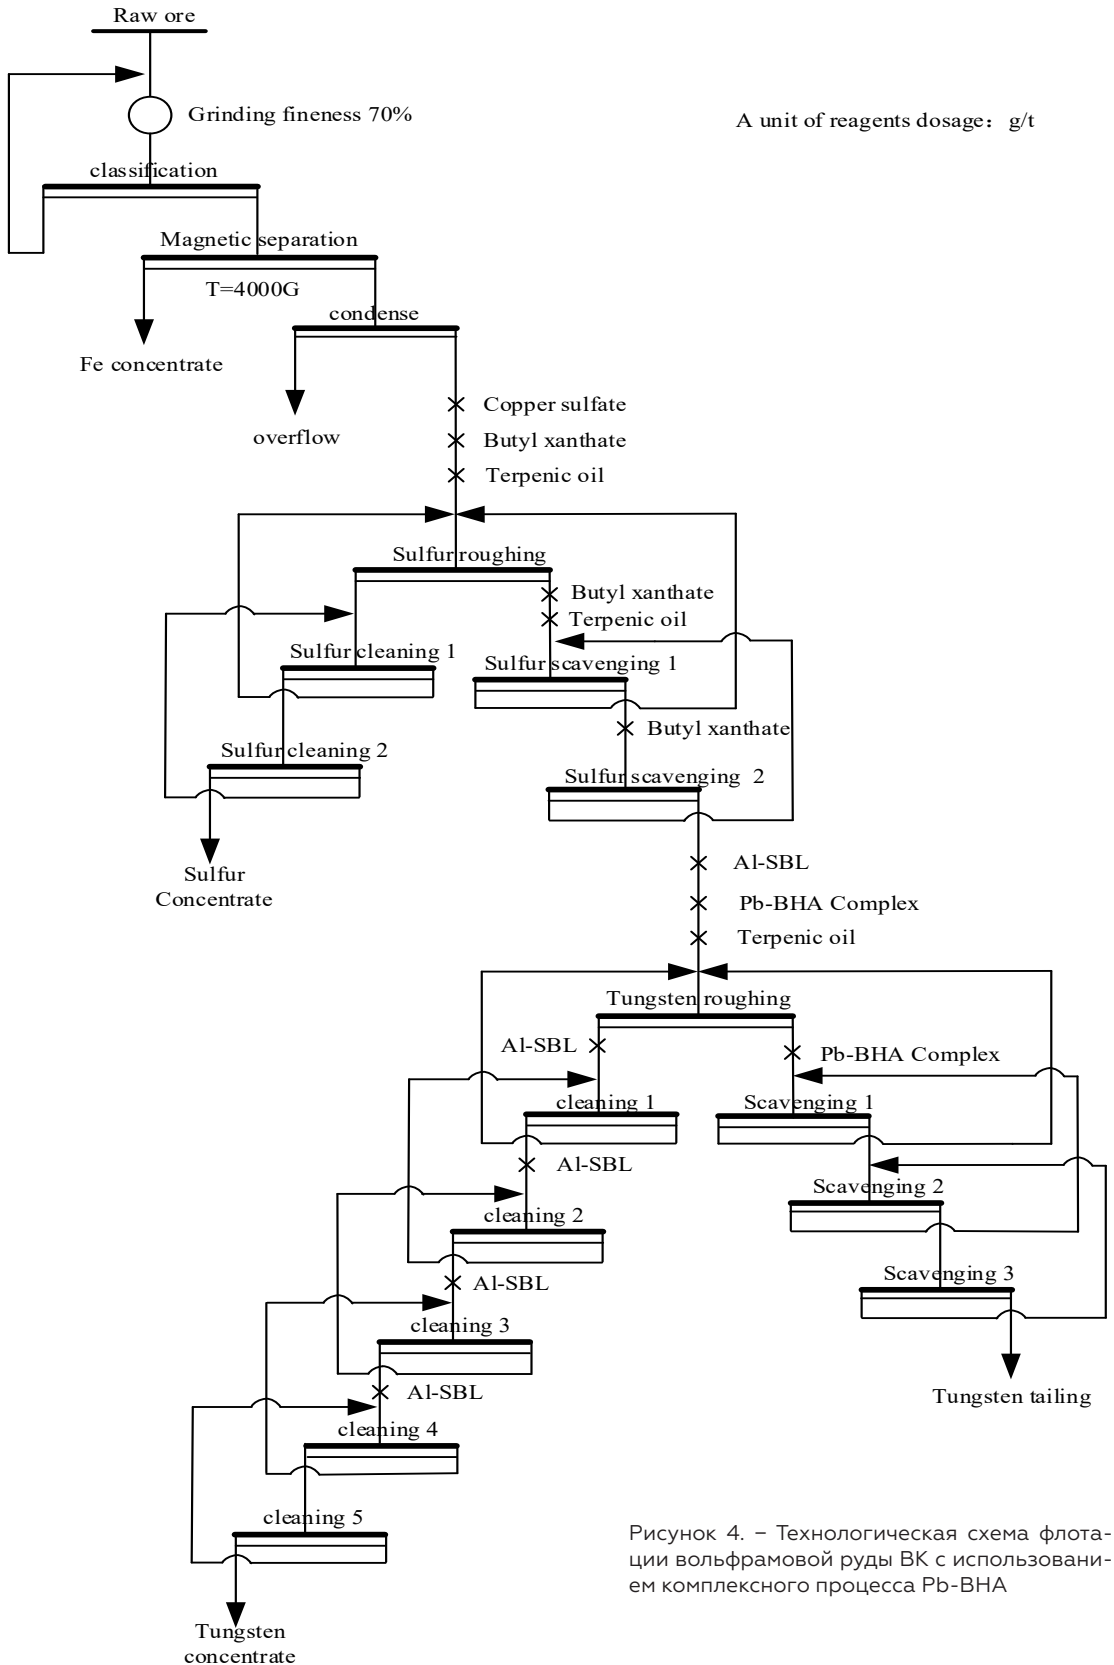 Raw ore
Grinding fineness 70%
A unit of reagents dosage: g/t
classification
Magnetic separation
T=4000G
condense
Fe concentrate
Copper sulfate
overflow
Butyl xanthate
Terpenic oil
Sulfur roughing
Butyl xanthate
Terpenic oil
Sulfur cleaning 1
Sulfur scavenging 1
Butyl xanthate
Sulfur cleaning 2
Sulfur scavenging 2
Al-SBL
Sulfur
Concentrate
Pb-BHA Complex
Terpenic oil
Tungsten roughing
Al-SBL
Pb-BHA Complex
cleaning 1
Scavenging 1
Al-SBL
Scavenging 2
cleaning 2
Scavenging 3
Al-SBL
cleaning 3
Al-SBL
Tungsten tailing
cleaning 4
cleaning 5
Рисунок 4. – Технологическая схема флота-
ции вольфрамовой руды ВК с использовани-
ем комплексного процесса Pb-BHA
Tungsten
concentrate